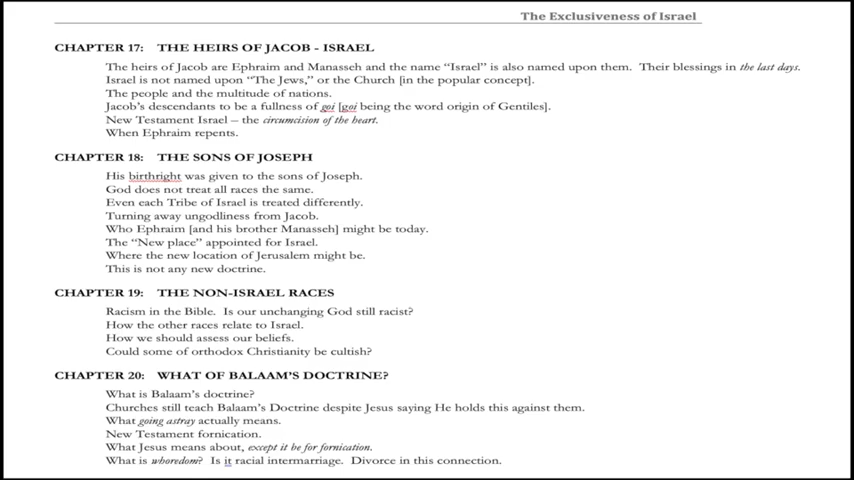 The Exclusiveness of Israel
CHAPTER 17: THE HEIRS OF JACOB - ISRAEL
The heirs of Jacob are Ephraim and Manasseh and the name “Israel” is also named upon them. Their blessings in the last days.
Israel is not named upon “The Jews,” or the Church [in the popular concept].
The people and the multitude of nations.
Jacob’s descendants to be a fullness of goi [goi being the word origin of Gentiles].
New Testament Israel – the circumcision of the heart.
When Ephraim repents.
CHAPTER 18: THE SONS OF JOSEPH
His birthright was given to the sons of Joseph.
God does not treat all races the same.
Even each Tribe of Israel is treated differently.
Turning away ungodliness from Jacob.
Who Ephraim [and his brother Manasseh] might be today.
The “New place” appointed for Israel.
Where the new location of Jerusalem might be.
This is not any new doctrine.
CHAPTER 19: THE NON-ISRAEL RACES
Racism in the Bible. Is our unchanging God still racist?
How the other races relate to Israel.
How we should assess our beliefs.
Could some of orthodox Christianity be cultish?
CHAPTER 20: WHAT OF BALAAM’S DOCTRINE?
What is Balaam’s doctrine?
Churches still teach Balaam’s Doctrine despite Jesus saying He holds this against them.
What going astray actually means.
New Testament fornication.
What Jesus means about, except it be for fornication.
What is whoredom? Is it racial intermarriage. Divorce in this connection.